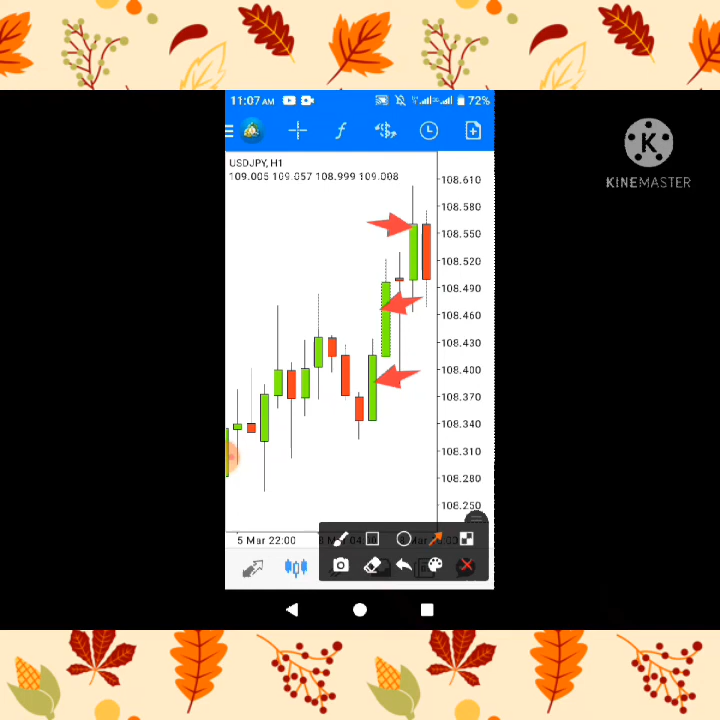 11:07 AM
72%
KINEMASTER
USDJPY, H1
109.005 109.057 108.999 109.008
108.610
108.580
108.550
108.520
108.490
108.460
108.430
108.400
108.370
108.340
108.310
108.280
108.250
5 Mar 22:00